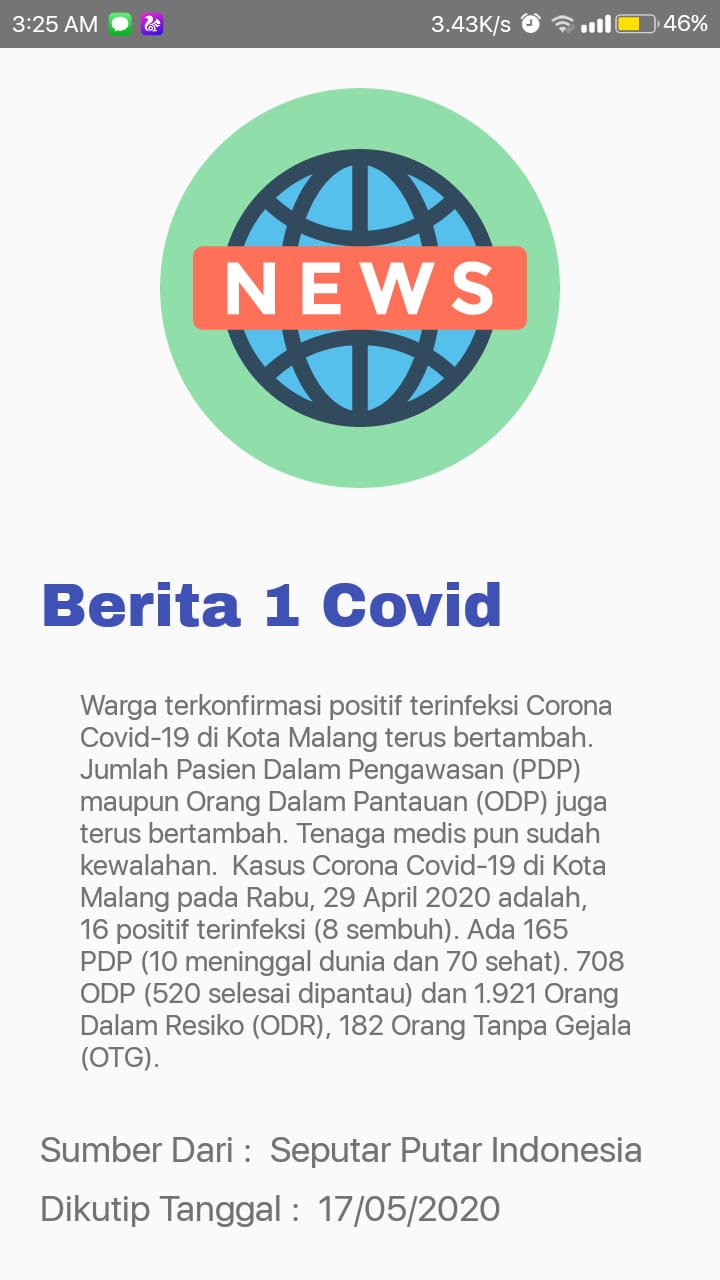 3:25 AM 3.43K/s 46%
NEWS
Berita 1 Covid
Warga terkonfirmasi positif terinfeksi Corona
Covid-19 di Kota Malang terus bertambah.
Jumlah Pasien Dalam Pengawasan (PDP)
maupun Orang Dalam Pantauan (ODP) juga
terus bertambah. Tenaga medis pun sudah
kewalahan.  Kasus Corona Covid-19 di Kota
Malang pada Rabu, 29 April 2020 adalah,
16 positif terinfeksi (8 sembuh). Ada 165
PDP (10 meninggal dunia dan 70 sehat). 708
ODP (520 selesai dipantau) dan 1.921 Orang
Dalam Resiko (ODR), 182 Orang Tanpa Gejala
(OTG).
Sumber Dari :  Seputar Putar Indonesia
Dikutip Tanggal :  17/05/2020